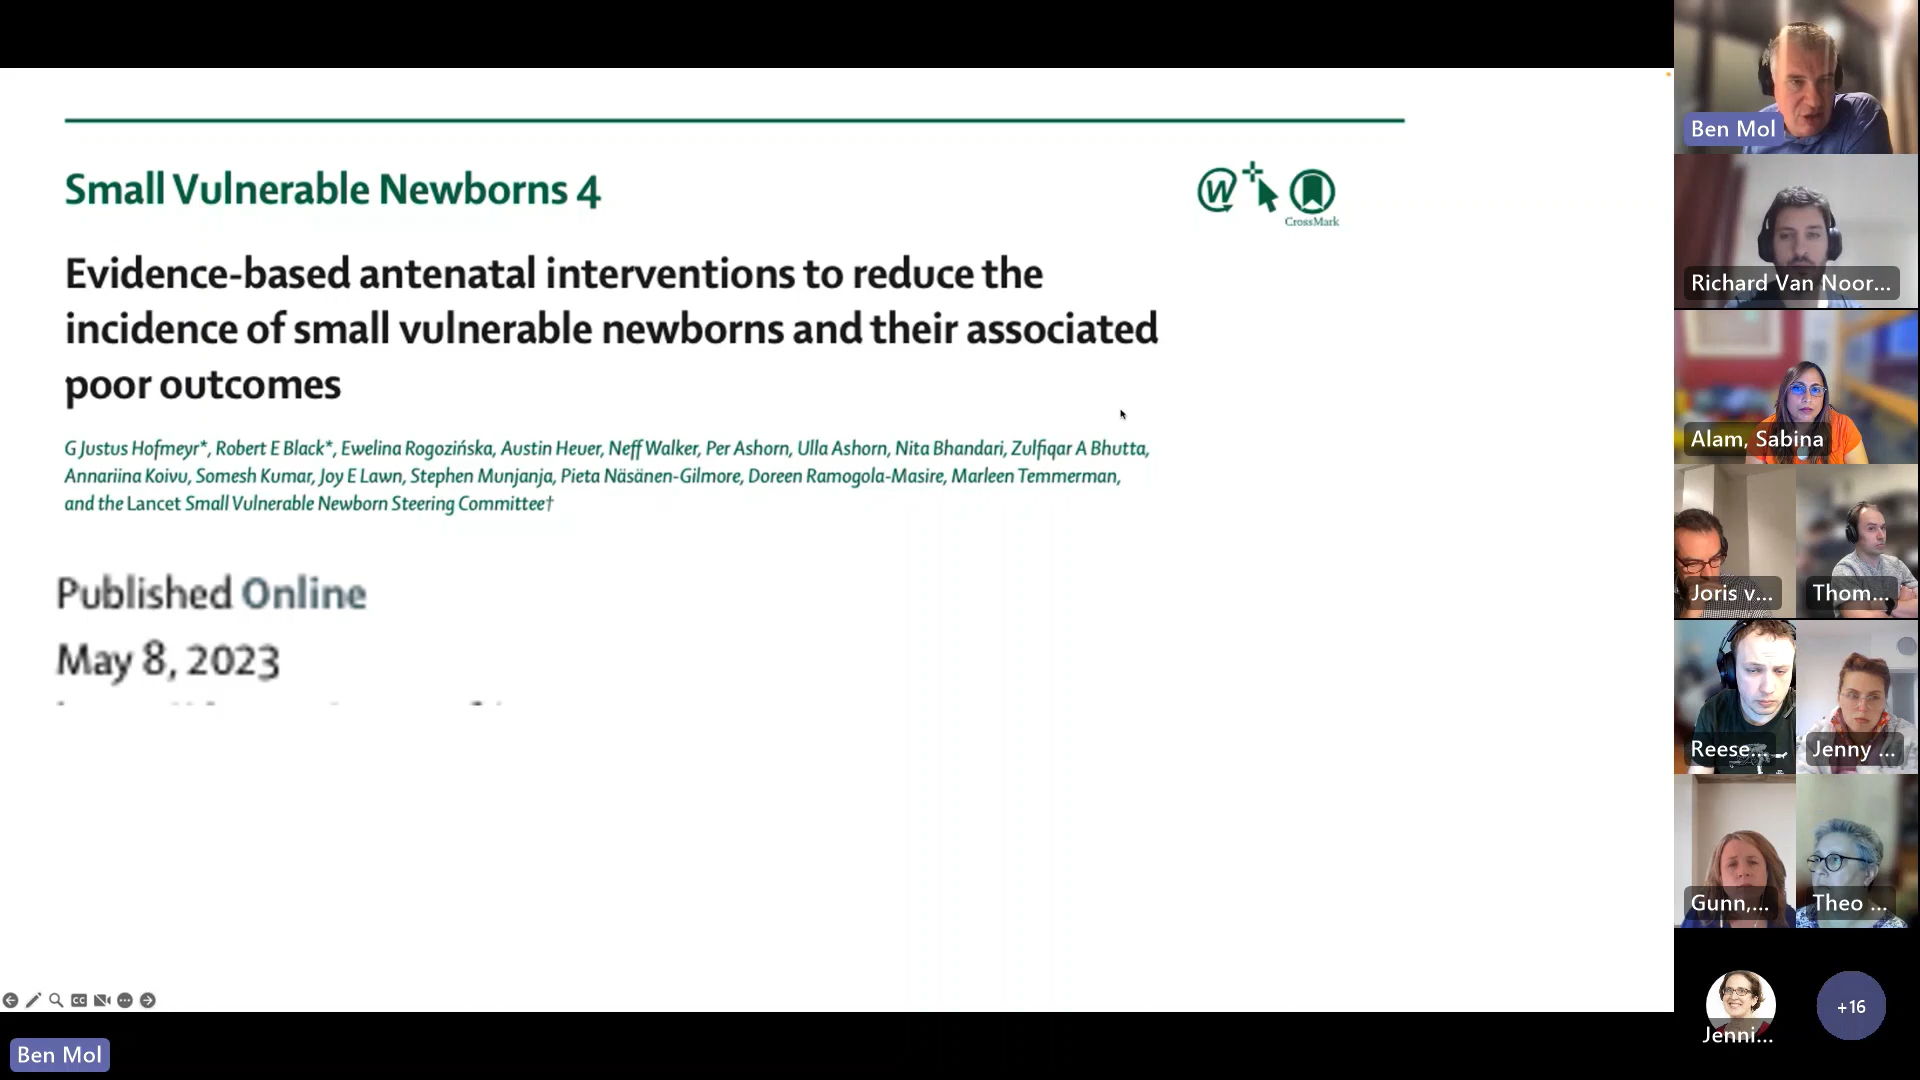 Small Vulnerable Newborns 4
W
CrossMark
Evidence-based antenatal interventions to reduce the
incidence of small vulnerable newborns and their associated
poor outcomes
G Justus Hofmeyr*, Robert E Black*, Ewelina Rogozińska, Austin Heuer, Neff Walker, Per Ashorn, Ulla Ashorn, Nita Bhandari, Zulfiqar A Bhutta,
Annariina Koivu, Somesh Kumar, Joy E Lawn, Stephen Munjanja, Pieta Näsänen-Gilmore, Doreen Ramogola-Masire, Marleen Temmerman,
and the Lancet Small Vulnerable Newborn Steering Committee†
Published Online
May 8, 2023
CC
Ben Mol
Ben Mol
Richard Van Noor...
Alam, Sabina
Joris v...
Thom...
Reese...
Jenny ...
Gunn,...
Theo ...
Jenni...
+16